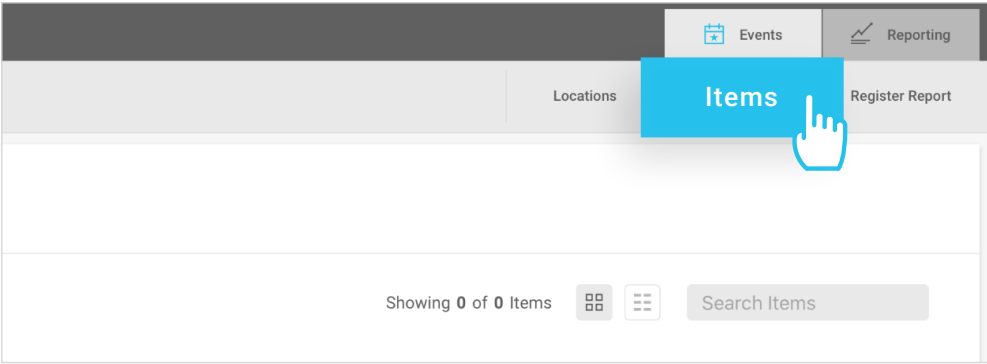 Events Reporting
Locations Items Register Report
Showing 0 of 0 Items Search Items